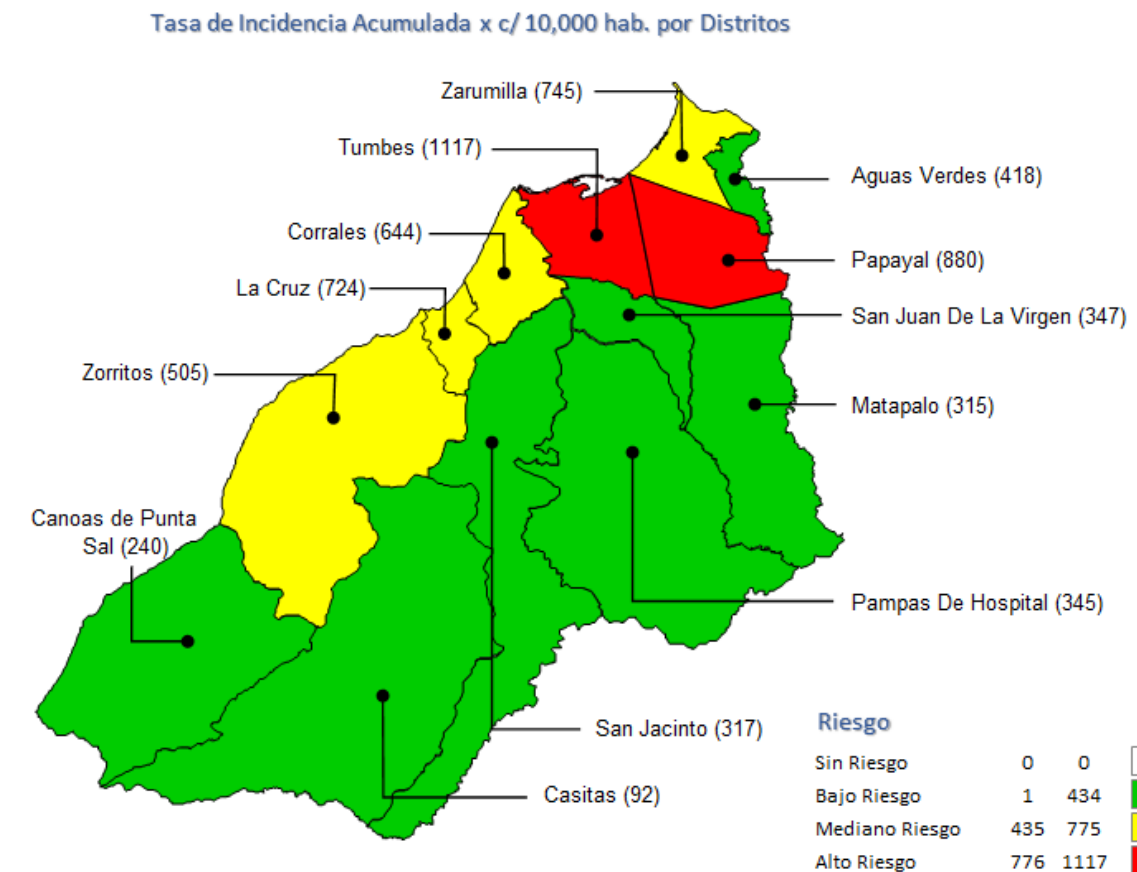 Tasa de Incidencia Acumulada x c/ 10,000 hab. por Distritos
Zarumilla (745)
Tumbes (1117)
Aguas Verdes (418)
Corrales (644)
Papayal (880)
La Cruz (724)
San Juan De La Virgen (347)
Zorritos (505)
Matapalo (315)
Canoas de Punta
Sal (240)
Pampas De Hospital (345)
San Jacinto (317)
Casitas (92)
Riesgo
Sin Riesgo 0 0
Bajo Riesgo 1 434
Mediano Riesgo 435 775
Alto Riesgo 776 1117